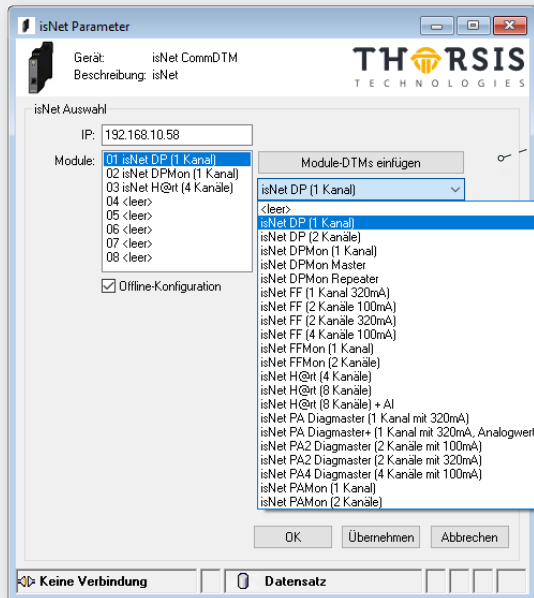 isNet Parameter
Gerät: isNet CommDTM
Beschreibung: isNet
THORSIS
TECHNOLOGIES
isNet Auswahl
IP: 192.168.10.58
Module:
01 isNet DP (1 Kanal)
02 isNet DPMon (1 Kanal)
03 isNet H@rt (4 Kanäle)
04 <leer>
05 <leer>
06 <leer>
07 <leer>
08 <leer>
Offline-Konfiguration
Module-DTMs einfügen
isNet DP (1 Kanal)
<leer>
isNet DP (1 Kanal)
isNet DP (2 Kanäle)
isNet DPMon (1 Kanal)
isNet DPMon Master
isNet DPMon Repeater
isNet FF (1 Kanal 320mA)
isNet FF (2 Kanäle 100mA)
isNet FF (2 Kanäle 320mA)
isNet FF (4 Kanäle 100mA)
isNet FFMon (1 Kanal)
isNet FFMon (2 Kanäle)
isNet H@rt (4 Kanäle)
isNet H@rt (8 Kanäle)
isNet H@rt (8 Kanäle) + AI
isNet PA Diagmaster (1 Kanal mit 320mA)
isNet PA Diagmaster+ (1 Kanal mit 320mA, Analogwert
isNet PA2 Diagmaster (2 Kanäle mit 100mA)
isNet PA2 Diagmaster (2 Kanäle mit 320mA)
isNet PA4 Diagmaster (4 Kanäle mit 100mA)
isNet PAMon (1 Kanal)
isNet PAMon (2 Kanäle)
OK Übernehmen Abbrechen
Keine Verbindung Datensatz